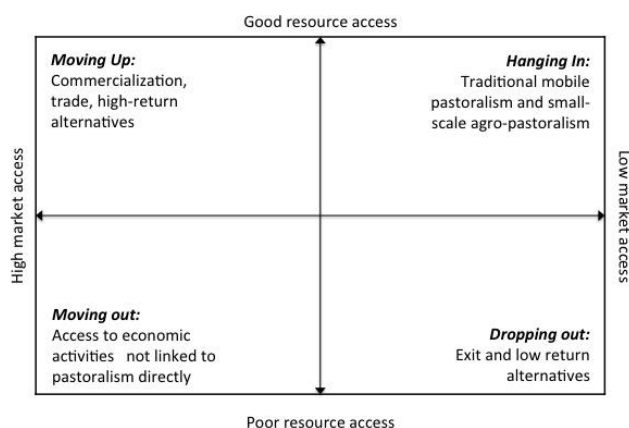 Good resource access
Moving Up:
Commercialization,
trade, high-return
alternatives
Hanging In:
Traditional mobile
pastoralism and small-
scale agro-pastoralism
High market access
Low market
access
Moving out:
Access to economic
activities not linked to
pastoralism directly
Dropping out:
Exit and low return
alternatives
Poor resource access